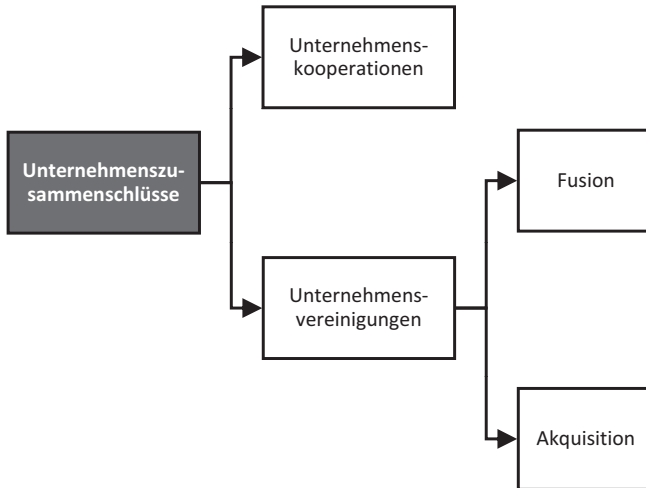 Unternehmens-
kooperationen
Unternehmenszu-
sammenschlüsse
Fusion
Unternehmens-
vereinigungen
Akquisition